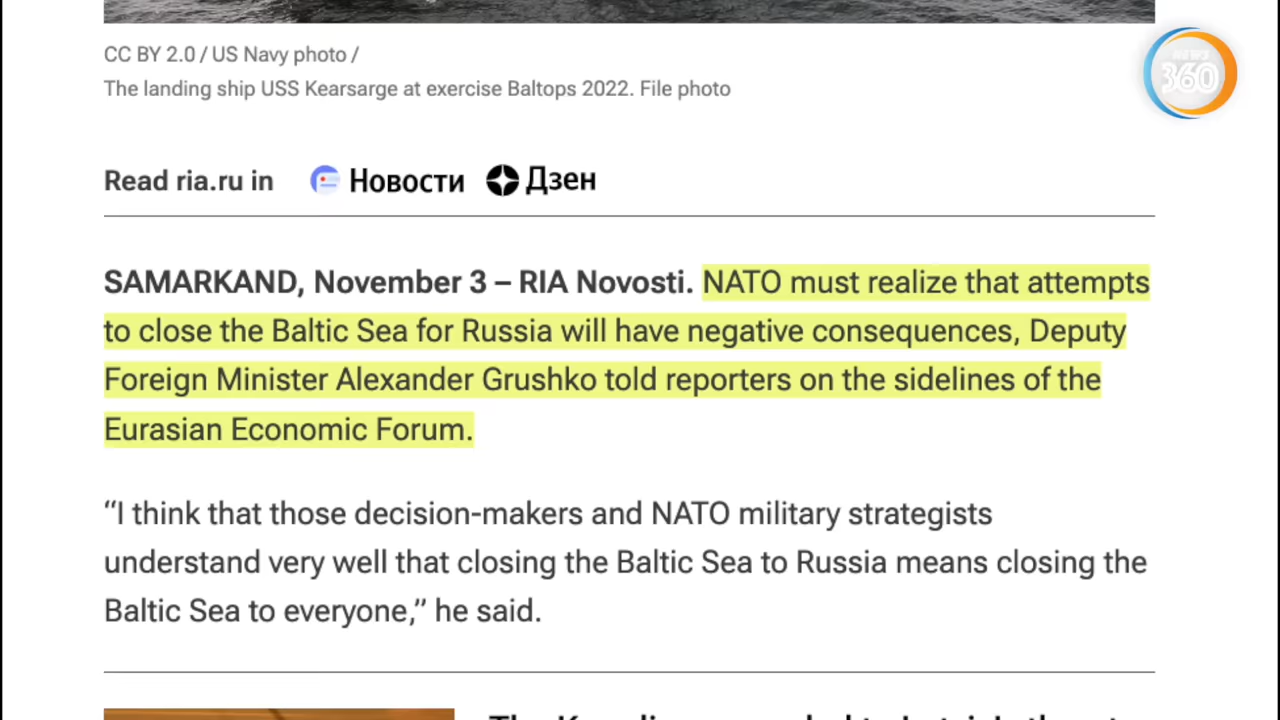 CC BY 2.0 / US Navy photo /
The landing ship USS Kearsarge at exercise Baltops 2022. File photo
NEWS
360
Read ria.ru in Новости Дзен
SAMARKAND, November 3 – RIA Novosti. NATO must realize that attempts
to close the Baltic Sea for Russia will have negative consequences, Deputy
Foreign Minister Alexander Grushko told reporters on the sidelines of the
Eurasian Economic Forum.
“I think that those decision-makers and NATO military strategists
understand very well that closing the Baltic Sea to Russia means closing the
Baltic Sea to everyone,” he said.